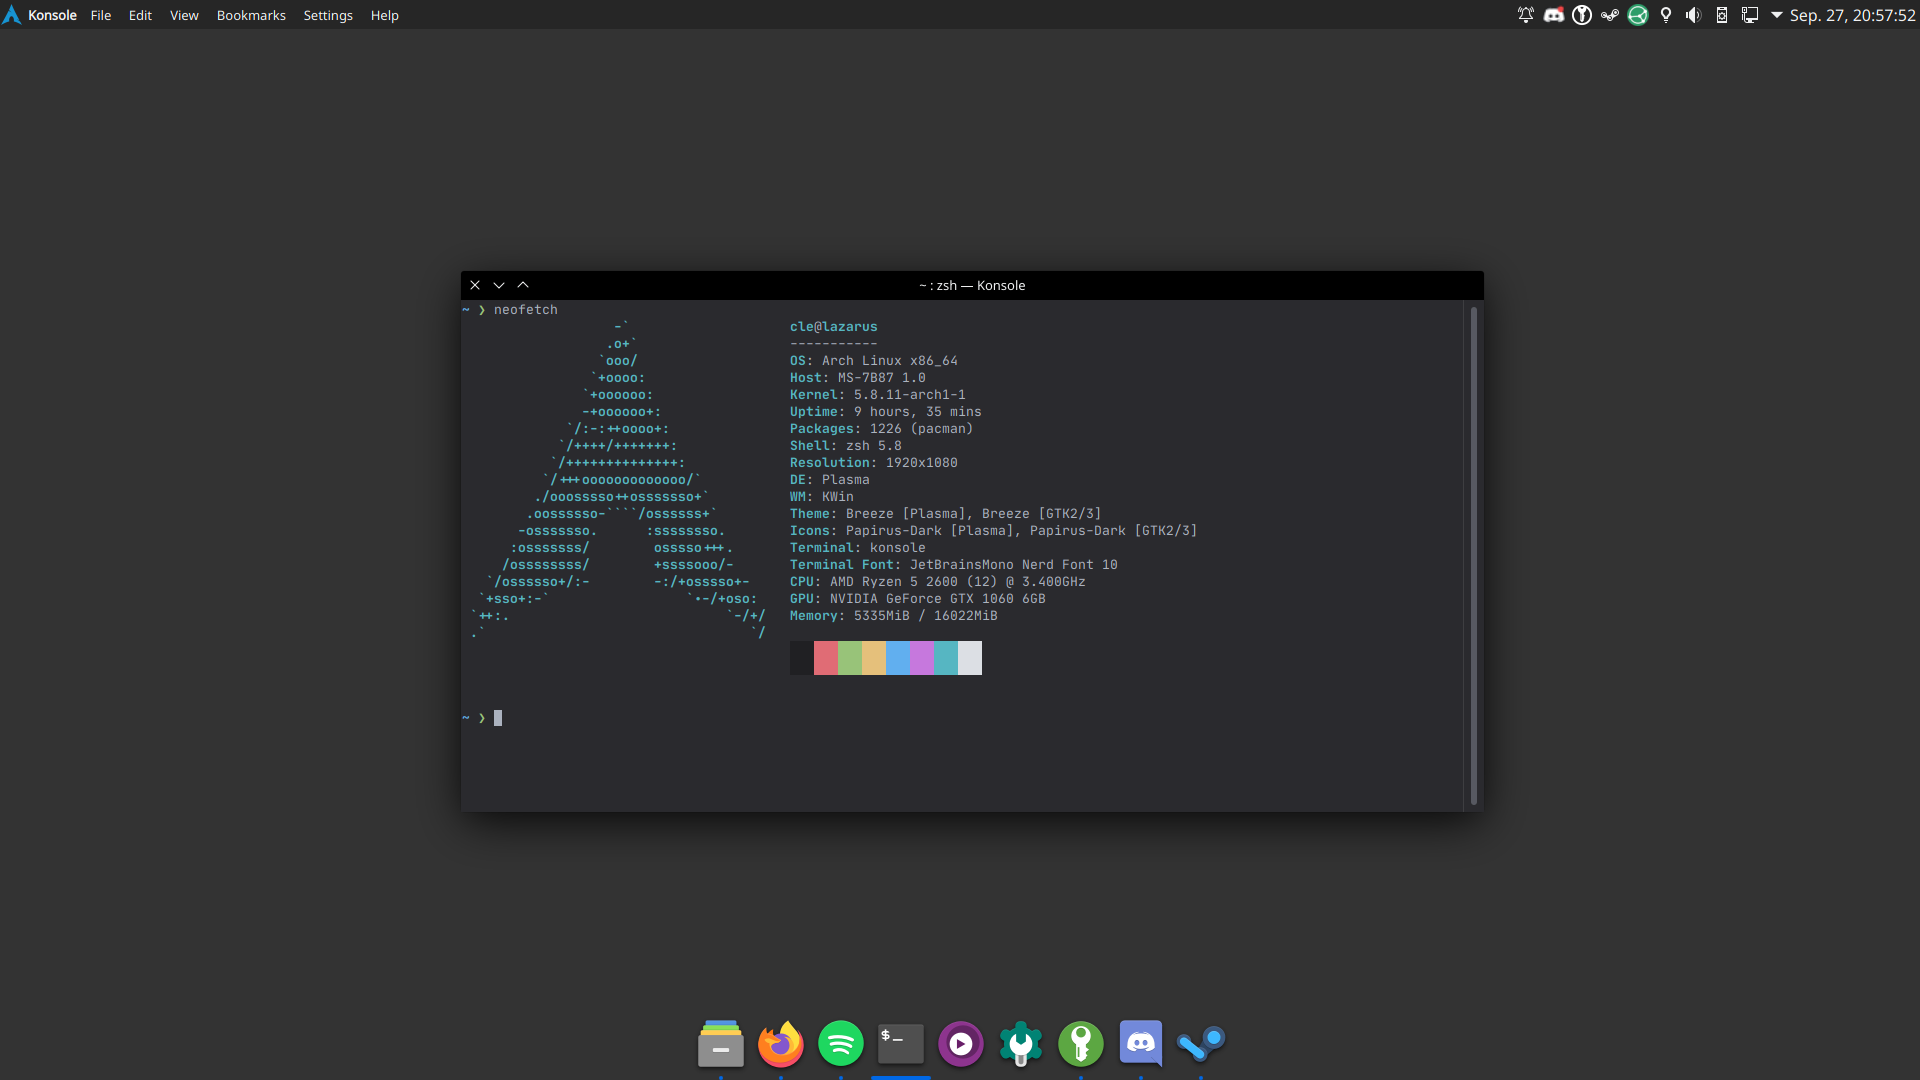 Konsole File Edit View Bookmarks Settings Help
Sep. 27, 20:57:52
~ : zsh — Konsole
~ ❯ neofetch
                   -`
                  .o+`
                 `ooo/
                `+oooo:
               `+oooooo:
               -+oooooo+:
             `/:-:++oooo+:
            `/++++/+++++++:
           `/++++++++++++++:
          `/+++ooooooooooooo/`
         ./ooosssso++osssssso+`
        .oossssso-````/ossssss+`
       -osssssso.      :ssssssso.
      :osssssss/        osssso+++.
     /ossssssss/        +ssssooo/-
   `/ossssso+/:-        -:/+osssso+-
  `+sso+:-`                 `.-/+oso:
 `++:.                           `-/+/
 .`                                 `/
cle@lazarus
-----------
OS: Arch Linux x86_64
Host: MS-7B87 1.0
Kernel: 5.8.11-arch1-1
Uptime: 9 hours, 35 mins
Packages: 1226 (pacman)
Shell: zsh 5.8
Resolution: 1920x1080
DE: Plasma
WM: KWin
Theme: Breeze [Plasma], Breeze [GTK2/3]
Icons: Papirus-Dark [Plasma], Papirus-Dark [GTK2/3]
Terminal: konsole
Terminal Font: JetBrainsMono Nerd Font 10
CPU: AMD Ryzen 5 2600 (12) @ 3.400GHz
GPU: NVIDIA GeForce GTX 1060 6GB
Memory: 5335MiB / 16022MiB
~ ❯
$_